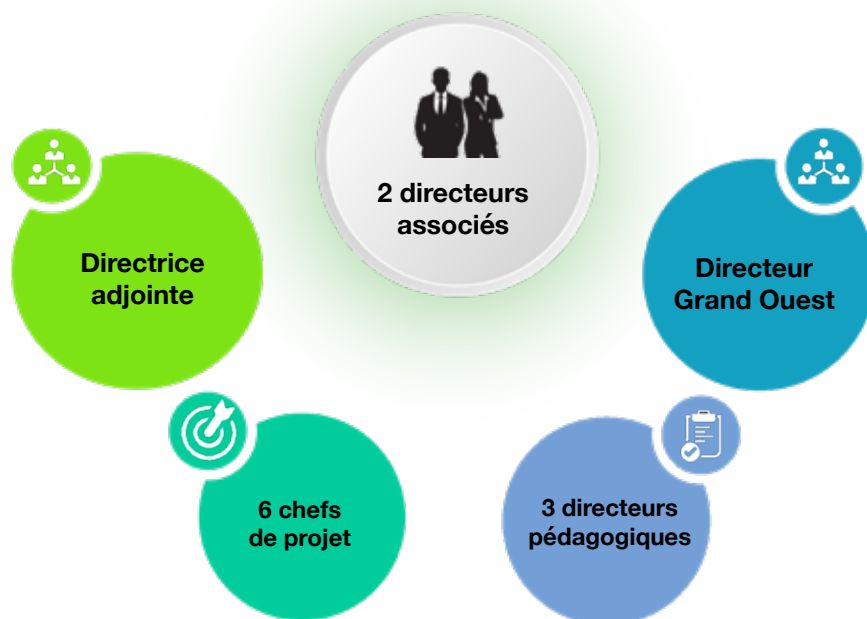 2 directeurs
associés
Directrice
adjointe
Directeur
Grand Ouest
6 chefs
de projet
3 directeurs
pédagogiques